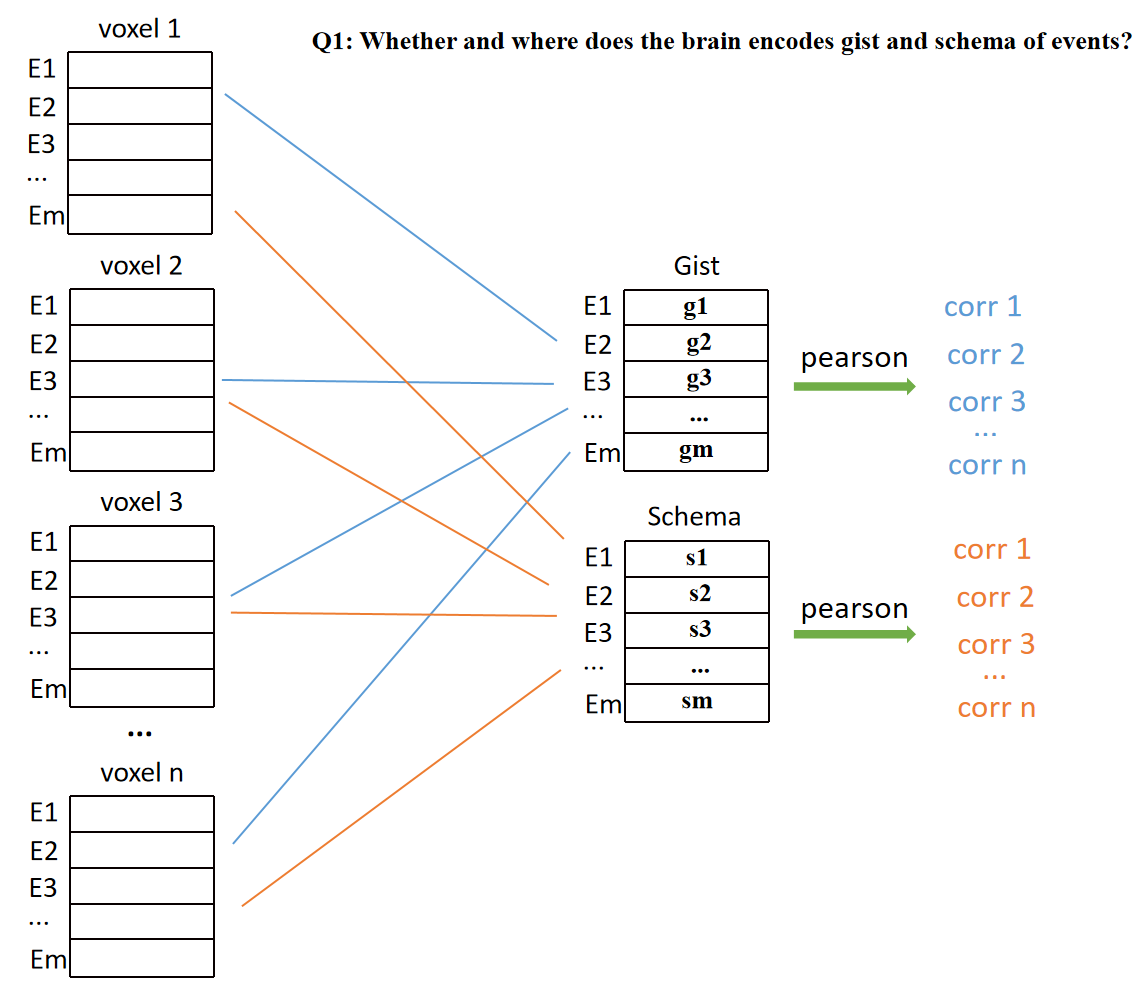 Q1: Whether and where does the brain encodes gist and schema of events?
voxel 1
E1
E2
E3
...
Em
voxel 2
E1
E2
E3
...
Em
voxel 3
E1
E2
E3
...
Em
...
voxel n
E1
E2
E3
...
Em
Gist
E1 g1
E2 g2
E3 g3
... ...
Em gm
pearson
corr 1
corr 2
corr 3
...
corr n
Schema
E1 s1
E2 s2
E3 s3
... ...
Em sm
pearson
corr 1
corr 2
corr 3
...
corr n